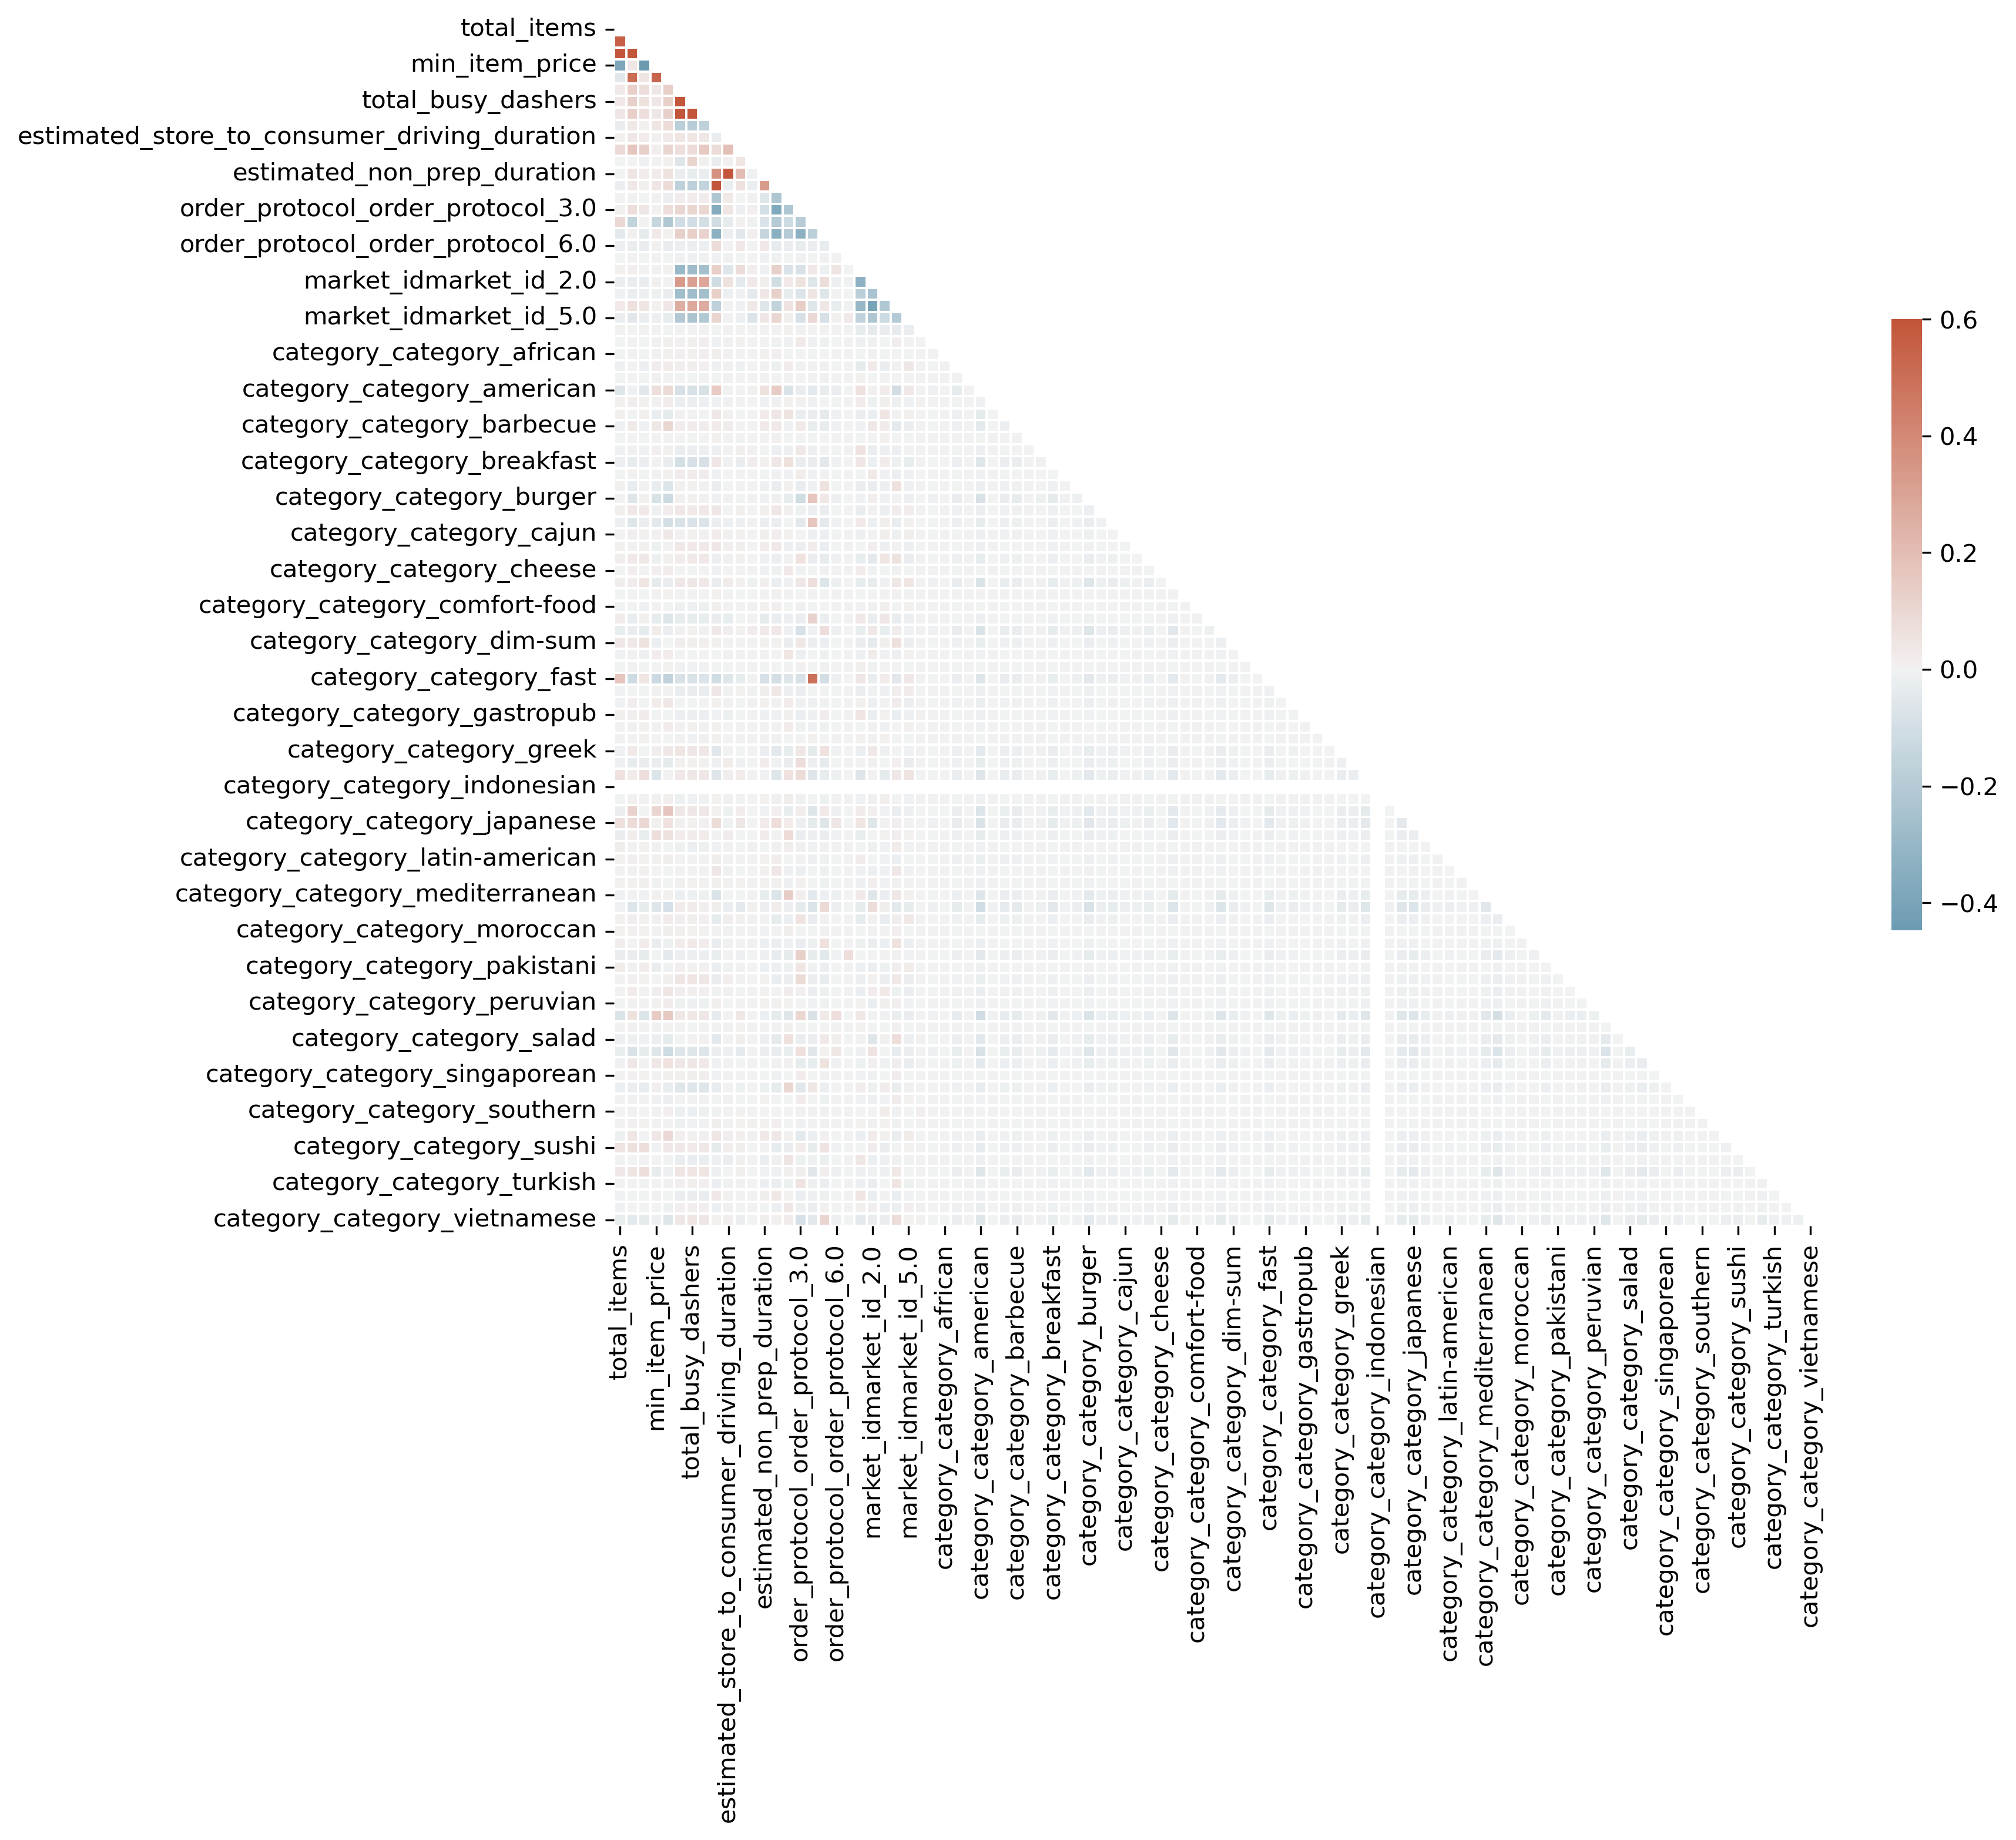 total_items
min_item_price
total_busy_dashers
estimated_store_to_consumer_driving_duration
estimated_non_prep_duration
order_protocol_order_protocol_3.0
order_protocol_order_protocol_6.0
market_idmarket_id_2.0
market_idmarket_id_5.0
category_category_african
category_category_american
category_category_barbecue
category_category_breakfast
category_category_burger
category_category_cajun
category_category_cheese
category_category_comfort-food
category_category_dim-sum
category_category_fast
category_category_gastropub
category_category_greek
category_category_indonesian
category_category_japanese
category_category_latin-american
category_category_mediterranean
category_category_moroccan
category_category_pakistani
category_category_peruvian
category_category_salad
category_category_singaporean
category_category_southern
category_category_sushi
category_category_turkish
category_category_vietnamese
total_items
min_item_price
total_busy_dashers
estimated_store_to_consumer_driving_duration
estimated_non_prep_duration
order_protocol_order_protocol_3.0
order_protocol_order_protocol_6.0
market_idmarket_id_2.0
market_idmarket_id_5.0
category_category_african
category_category_american
category_category_barbecue
category_category_breakfast
category_category_burger
category_category_cajun
category_category_cheese
category_category_comfort-food
category_category_dim-sum
category_category_fast
category_category_gastropub
category_category_greek
category_category_indonesian
category_category_japanese
category_category_latin-american
category_category_mediterranean
category_category_moroccan
category_category_pakistani
category_category_peruvian
category_category_salad
category_category_singaporean
category_category_southern
category_category_sushi
category_category_turkish
category_category_vietnamese
0.6
0.4
0.2
0.0
−0.2
−0.4